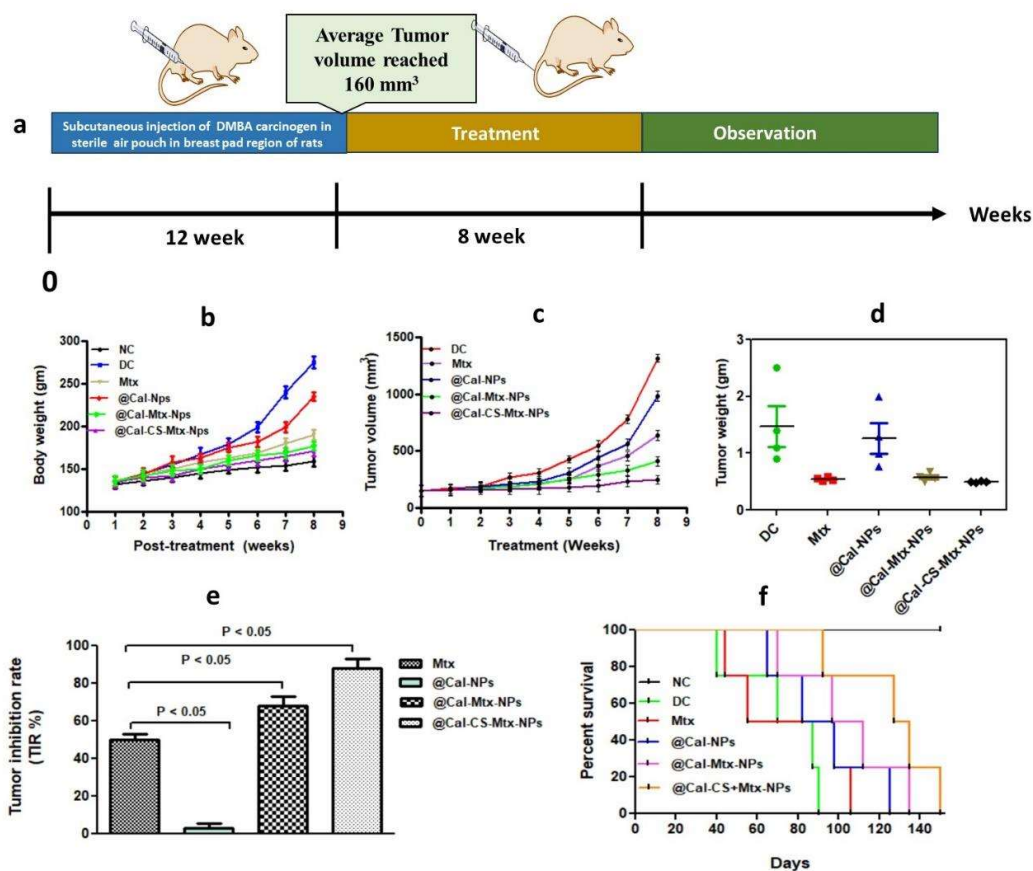 Average Tumor
volume reached
160 mm³
a
Subcutaneous injection of DMBA carcinogen in
sterile air pouch in breast pad region of rats
Treatment
Observation
Weeks
12 week
8 week
0
b
Body weight (gm)
300
250
200
150
100
NC
DC
Mtx
@Cal-Nps
@Cal-Mtx-Nps
@Cal-CS-Mtx-Nps
0 1 2 3 4 5 6 7 8 9
Post-treatment (weeks)
c
Tumor volume (mm³)
1500
1000
500
0
DC
Mtx
@Cal-NPs
@Cal-Mtx-NPs
@Cal-CS-Mtx-NPs
0 1 2 3 4 5 6 7 8 9
Treatment (Weeks)
d
Tumor weight (gm)
3
2
1
0
DC
Mtx
@Cal-NPs
@Cal-Mtx-NPs
@Cal-CS-Mtx-NPs
e
Tumor inhibition rate
(TIR %)
100
80
60
40
20
0
P < 0.05
P < 0.05
P < 0.05
Mtx
@Cal-NPs
@Cal-Mtx-NPs
@Cal-CS-Mtx-NPs
f
Percent survival
100
80
60
40
20
0
NC
DC
Mtx
@Cal-NPs
@Cal-Mtx-NPs
@Cal-CS+Mtx-NPs
0 20 40 60 80 100 120 140
Days